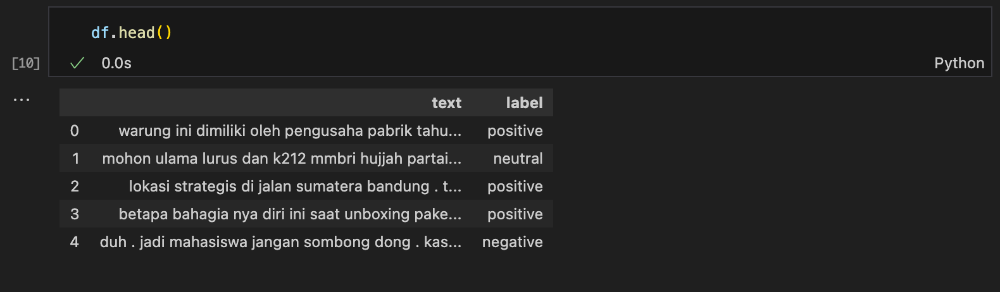 df.head()
[10]
✓ 0.0s
Python
...
text label
0 warung ini dimiliki oleh pengusaha pabrik tahu... positive
1 mohon ulama lurus dan k212 mmbri hujjah partai... neutral
2 lokasi strategis di jalan sumatera bandung . t... positive
3 betapa bahagia nya diri ini saat unboxing pake... positive
4 duh . jadi mahasiswa jangan sombong dong . kas... negative